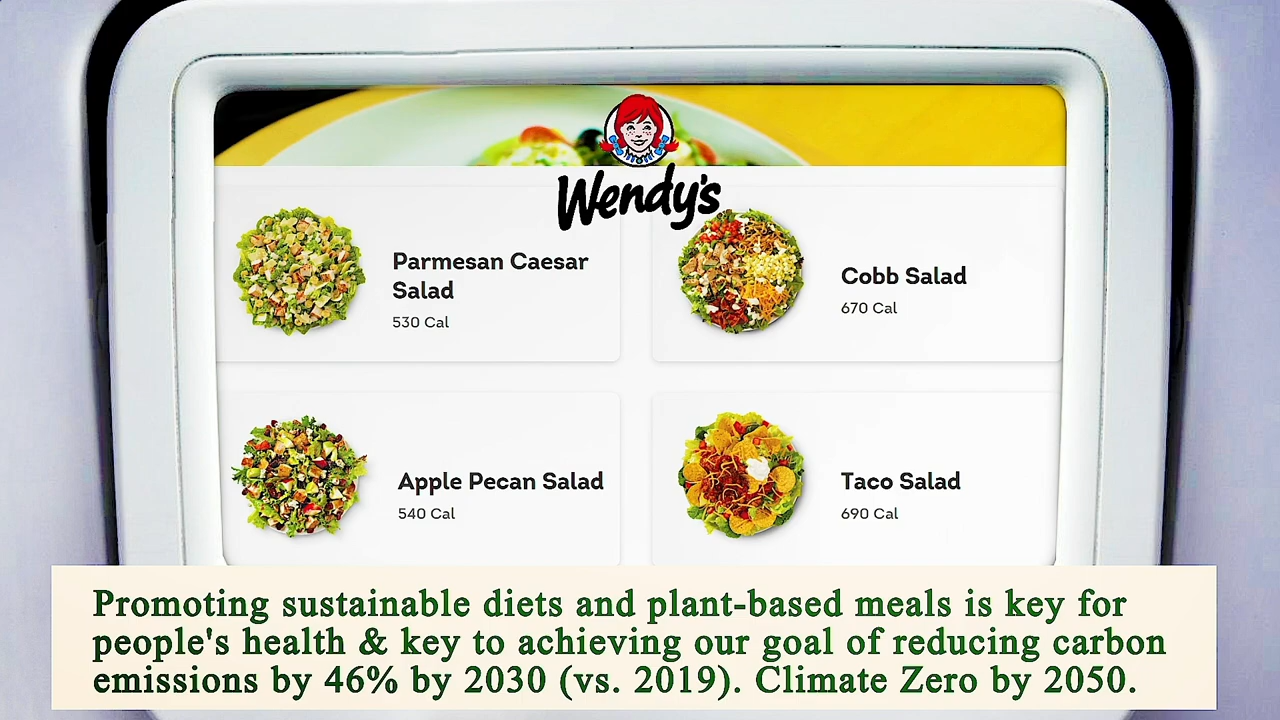 Wendy's
Parmesan Caesar
Salad
530 Cal
Cobb Salad
670 Cal
Apple Pecan Salad
540 Cal
Taco Salad
690 Cal
Promoting sustainable diets and plant-based meals is key for
people's health & key to achieving our goal of reducing carbon
emissions by 46% by 2030 (vs. 2019). Climate Zero by 2050.